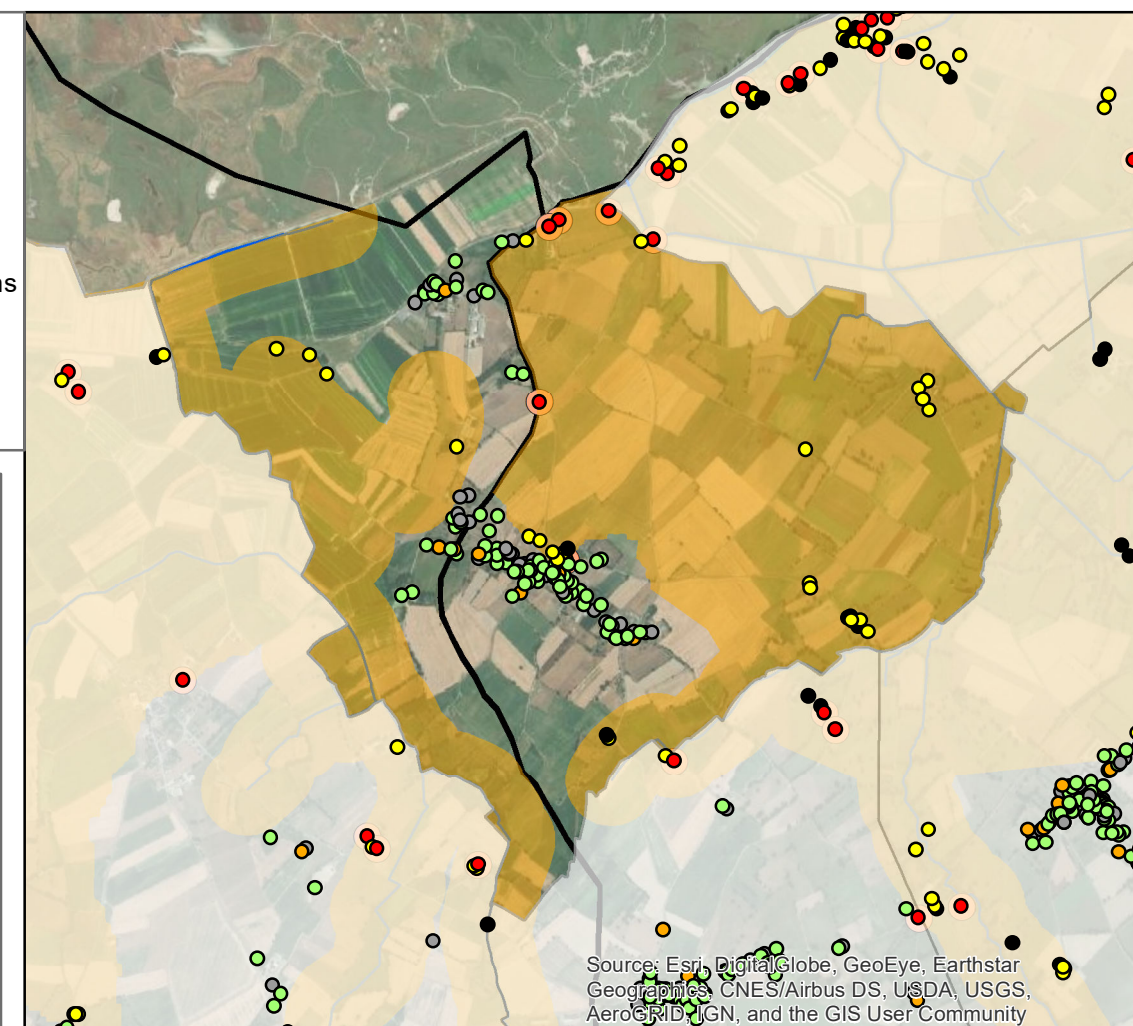 ns
Source: Esri, DigitalGlobe, GeoEye, Earthstar
Geographics, CNES/Airbus DS, USDA, USGS,
AeroGRID, IGN, and the GIS User Community